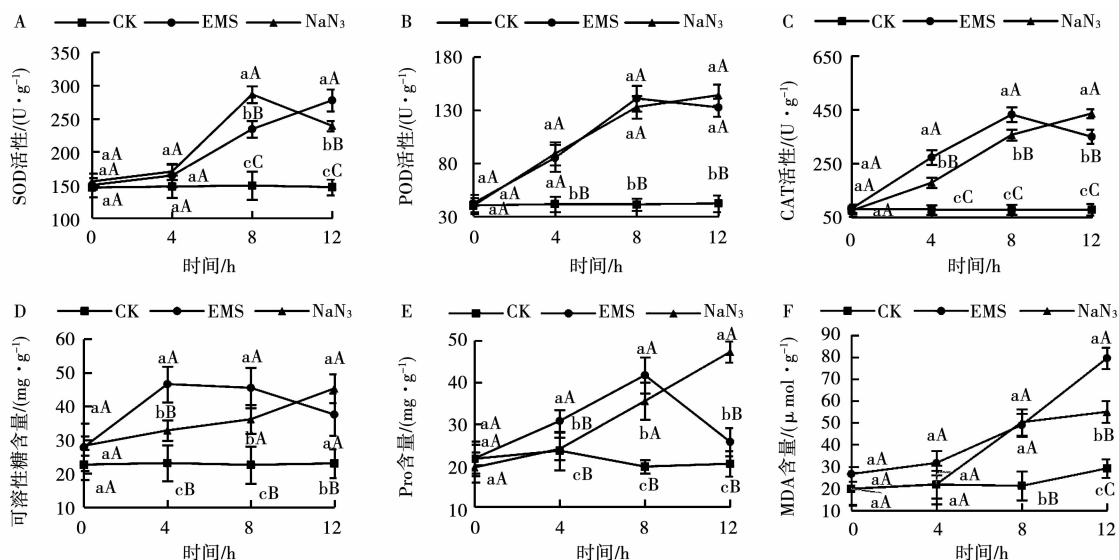 A CK EMS NaN₃
SOD活性/(U·g⁻¹)
350
300
250
200
150
100
aA
aA
aA
aA
aA
aA
aA
bB
cC
aA
bB
cC
0 4 8 12
时间/h
B CK EMS NaN₃
POD活性/(U·g⁻¹)
180
130
80
30
aA
aA
aA
aA
bB
aA
aA
bB
aA
aA
bB
0 4 8 12
时间/h
C CK EMS NaN₃
CAT活性/(U·g⁻¹)
650
450
250
50
aA
aA
aA
bB
cC
aA
bB
cC
aA
bB
cC
0 4 8 12
时间/h
D CK EMS NaN₃
可溶性糖含量/(mg·g⁻¹)
60
50
40
30
20
10
aA
aA
aA
aA
bB
cB
aA
bA
cB
aA
aA
bB
0 4 8 12
时间/h
E CK EMS NaN₃
Pro含量/(mg·g⁻¹)
50
40
30
20
10
aA
aA
aA
aA
bB
cB
aA
bA
cB
aA
bB
cB
0 4 8 12
时间/h
F CK EMS NaN₃
MDA含量/(μmol·g⁻¹)
90
80
70
60
50
40
30
20
10
aA
aA
aA
aA
aA
aA
aA
aA
bB
aA
bB
cC
0 4 8 12
时间/h